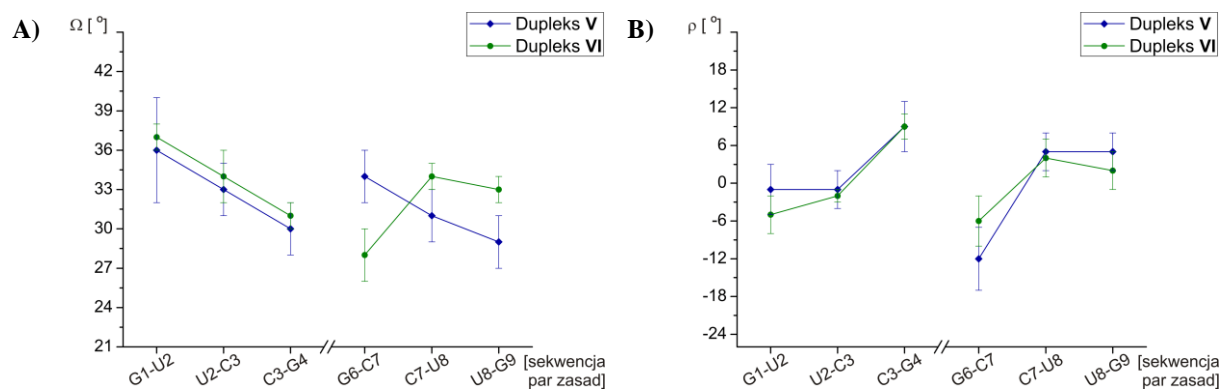 A)
Ω [ º]
Dupleks V
Dupleks VI
42
39
36
33
30
27
24
21
G1-U2
U2-C3
C3-G4
G6-C7
C7-U8
U8-G9
[sekwencja
par zasad]
B)
ρ [ º]
Dupleks V
Dupleks VI
18
12
6
0
-6
-12
-18
-24
G1-U2
U2-C3
C3-G4
G6-C7
C7-U8
U8-G9
[sekwencja
par zasad]